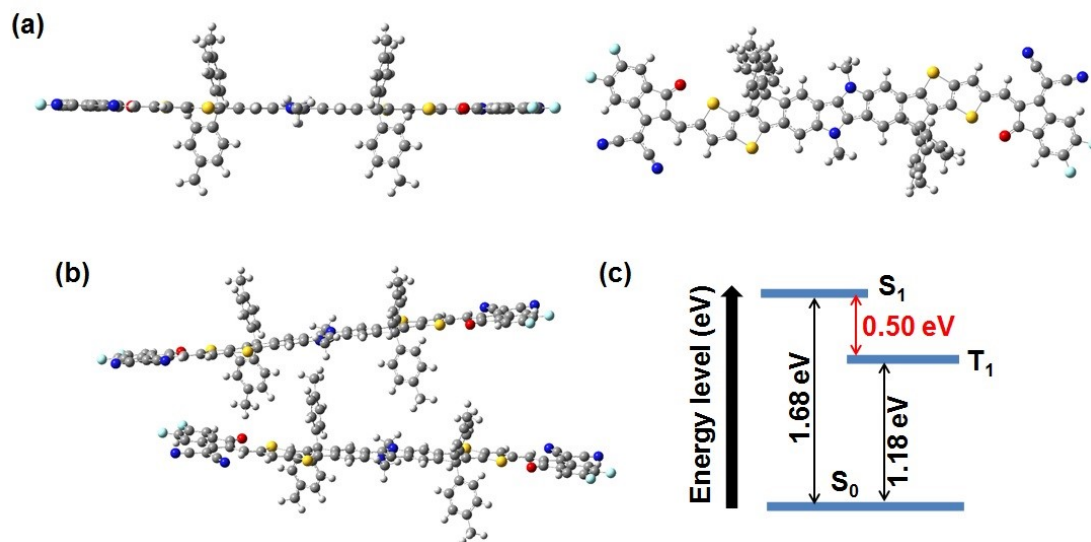 (a)
(b)
(c)
Energy level (eV)
S1
0.50 eV
T1
1.68 eV
1.18 eV
S0